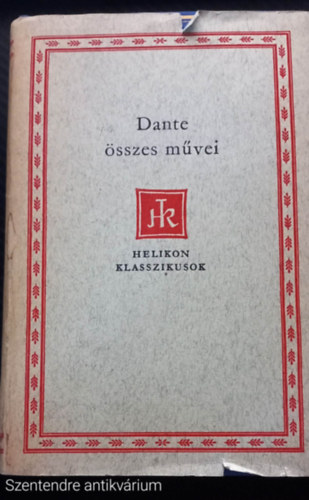 Dante
összes művei
HK
HELIKON
KLASSZIKUSOK
Szentendre antikvárium